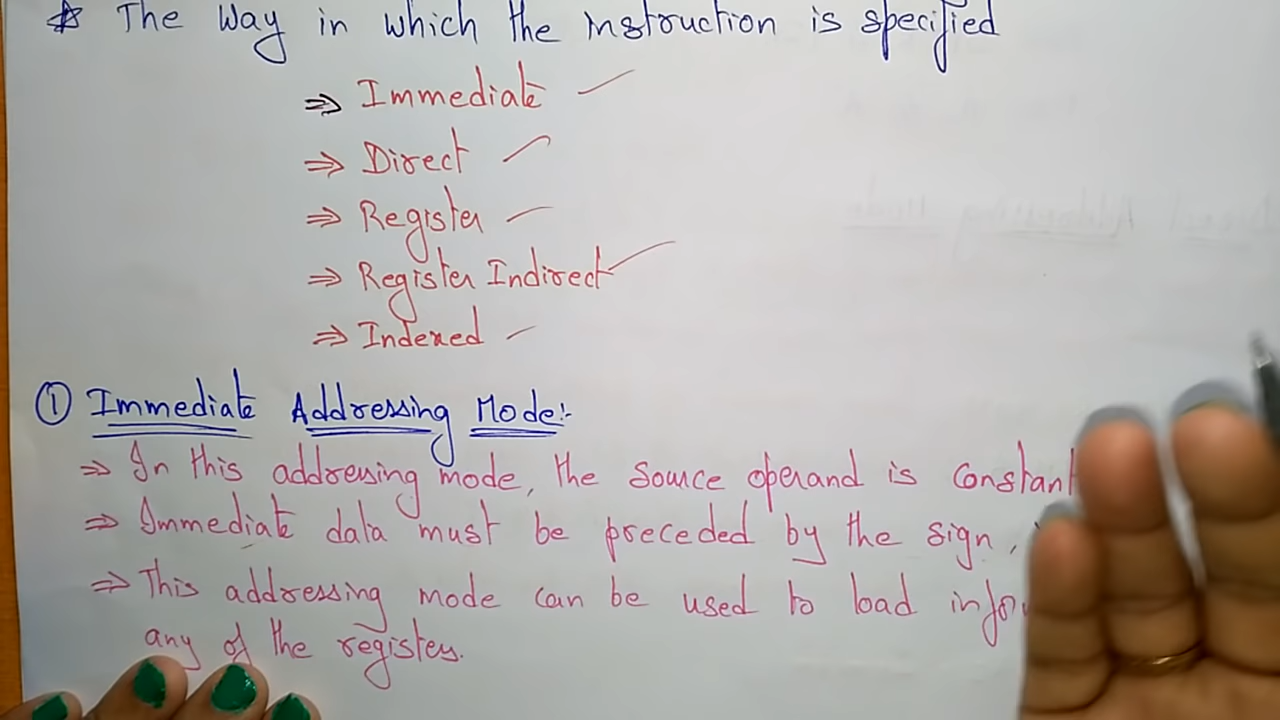 * The Way in which the Instruction is specified
⇒ Immediate
⇒ Direct
⇒ Register
⇒ Register Indirect
⇒ Indexed
① Immediate Addressing Mode:-
⇒ In this addressing mode, the source operand is constant
⇒ Immediate data must be preceded by the sign,
⇒ This addressing mode can be used to load
any of the registers.